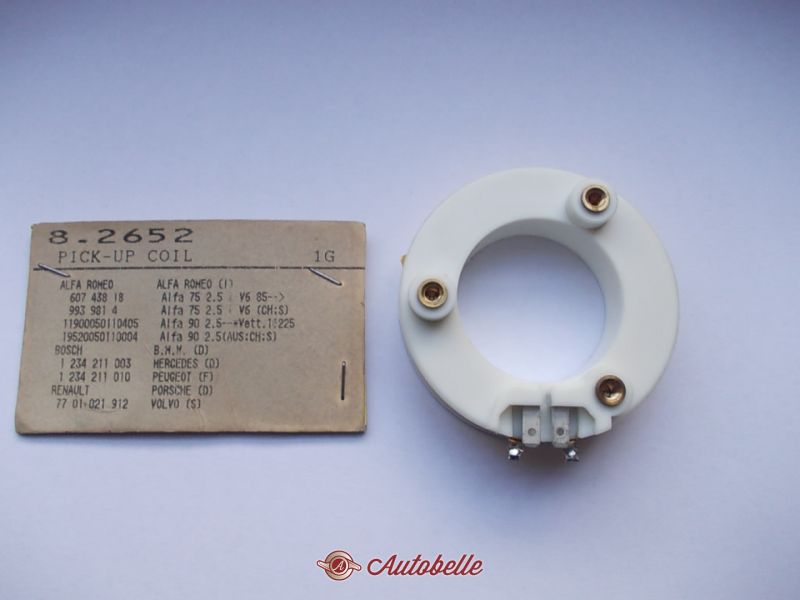 8.2652
PICK-UP COIL 1G
ALFA ROMEO ALFA ROMEO (I)
607 438 18 Alfa 75 2.5 i V6 85-->
993 981 4 Alfa 75 2.5 i V6 (CH:S)
11900050110405 Alfa 90 2.5--*Vett.
19520050110004 Alfa 90 2.5(AUS:CH:S)
BOSCH B.M.W. (D)
1 234 211 003 MERCEDES (D)
1 234 211 010 PEUGEOT (F)
RENAULT PORSCHE (D)
77 01 021 912 VOLVO (S)
Autobelle